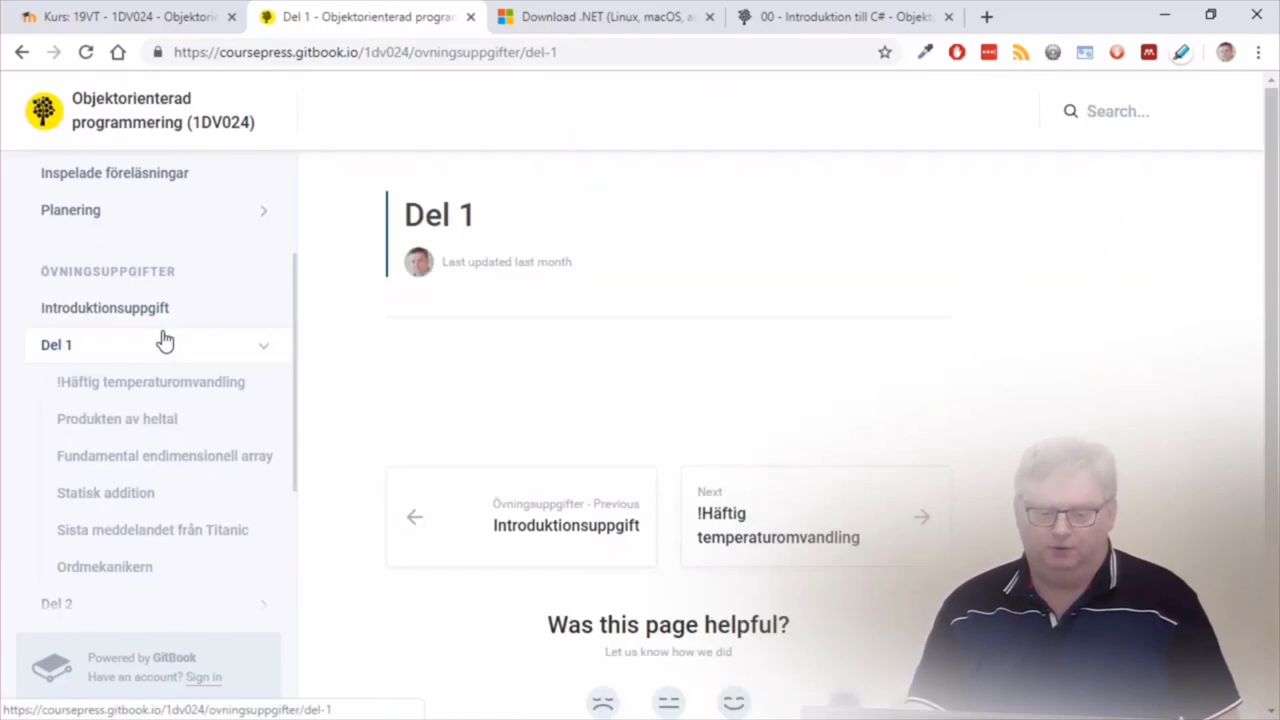 Kurs: 19VT - 1DV024 - Objektorie
Del 1 - Objektorienterad program
Download .NET (Linux, macOS, a
00 - Introduktion till C# - Objekt
https://coursepress.gitbook.io/1dv024/ovningsuppgifter/del-1
Objektorienterad
programmering (1DV024)
Search...
Inspelade föreläsningar
Planering
ÖVNINGSUPPGIFTER
Introduktionsuppgift
Del 1
!Häftig temperaturomvandling
Produkten av heltal
Fundamental endimensionell array
Statisk addition
Sista meddelandet från Titanic
Ordmekanikern
Del 2
Powered by GitBook
Have an account? Sign in
Del 1
Last updated last month
Övningsuppgifter - Previous
Introduktionsuppgift
Next
!Häftig
temperaturomvandling
Was this page helpful?
Let us know how we did
https://coursepress.gitbook.io/1dv024/ovningsuppgifter/del-1